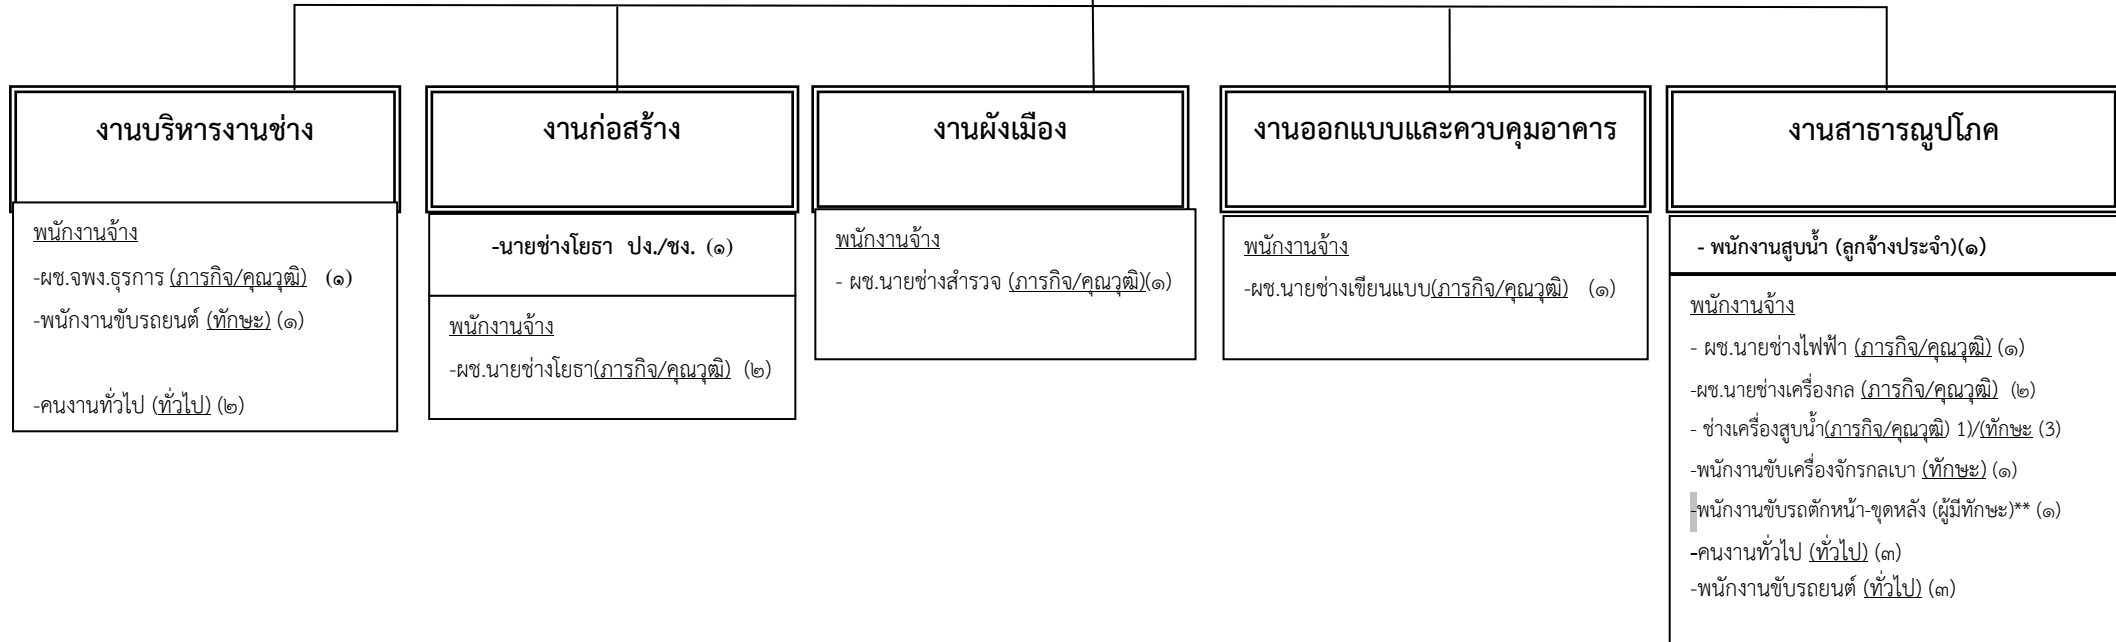 งานบริหารงานช่าง
พนักงานจ้าง
-ผช.จพง.ธุรการ (ภารกิจ/คุณวุฒิ) (๑)
-พนักงานขับรถยนต์ (ทักษะ) (๑)
-คนงานทั่วไป (ทั่วไป) (๒)
งานก่อสร้าง
-นายช่างโยธา ปง./ชง. (๑)
พนักงานจ้าง
-ผช.นายช่างโยธา(ภารกิจ/คุณวุฒิ) (๒)
งานผังเมือง
พนักงานจ้าง
- ผช.นายช่างสำรวจ (ภารกิจ/คุณวุฒิ)(๑)
งานออกแบบและควบคุมอาคาร
พนักงานจ้าง
-ผช.นายช่างเขียนแบบ(ภารกิจ/คุณวุฒิ) (๑)
งานสาธารณูปโภค
- พนักงานสูบน้ำ (ลูกจ้างประจำ)(๑)
พนักงานจ้าง
- ผช.นายช่างไฟฟ้า (ภารกิจ/คุณวุฒิ) (๑)
-ผช.นายช่างเครื่องกล (ภารกิจ/คุณวุฒิ) (๒)
- ช่างเครื่องสูบน้ำ(ภารกิจ/คุณวุฒิ) 1)/(ทักษะ (3)
-พนักงานขับเครื่องจักรกลเบา (ทักษะ) (๑)
-พนักงานขับรถตักหน้า-ขุดหลัง (ผู้มีทักษะ)** (๑)
-คนงานทั่วไป (ทั่วไป) (๓)
-พนักงานขับรถยนต์ (ทั่วไป) (๓)